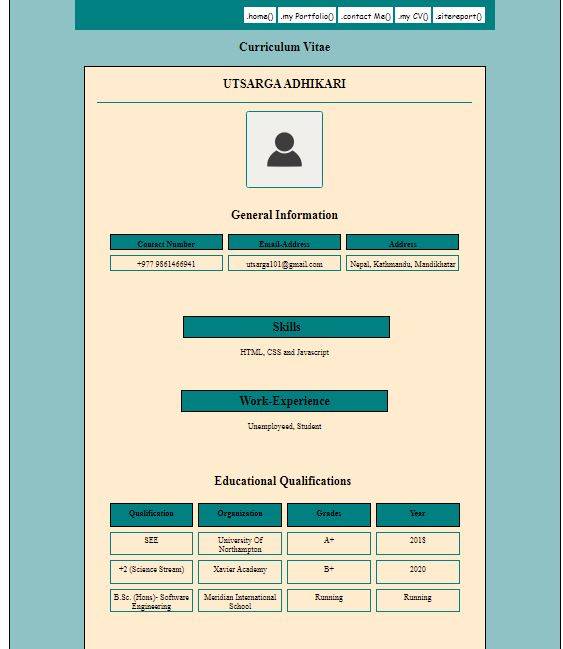 .home() .my Portfolio() .contact Me() .my CV() .sitereport()
Curriculum Vitae
UTSARGA ADHIKARI
General Information
Contact Number Email-Address Address
+977 9861466941 utsarga101@gmail.com Nepal, Kathmandu, Mandikhatar
Skills
HTML, CSS and Javascript
Work-Experience
Unemployeed, Student
Educational Qualifications
Qualification Organization Grades Year
SEE University Of Northampton A+ 2018
+2 (Science Stream) Xavier Academy B+ 2020
B.Sc. (Hons)- Software Engineering Meridian International School Running Running